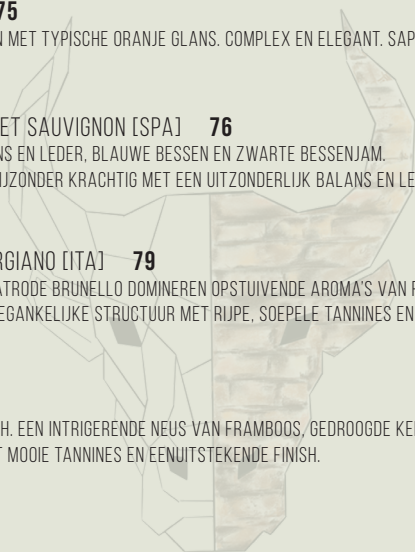 75
N MET TYPISCHE ORANJE GLANS. COMPLEX EN ELEGANT. SAP
ET SAUVIGNON [SPA] 76
NS EN LEDER, BLAUWE BESSEN EN ZWARTE BESSENJAM.
IJZONDER KRACHTIG MET EEN UITZONDERLIJK BALANS EN LE
RGIANO [ITA] 79
ATRODE BRUNELLO DOMINEREN OPSTUIVENDE AROMA'S VAN R
EGANKELIJKE STRUCTUUR MET RIJPE, SOEPELE TANNINES EN
H. EEN INTRIGERENDE NEUS VAN FRAMBOOS, GEDROOGDE KE
T MOOIE TANNINES EN EENUITSTEKENDE FINISH.